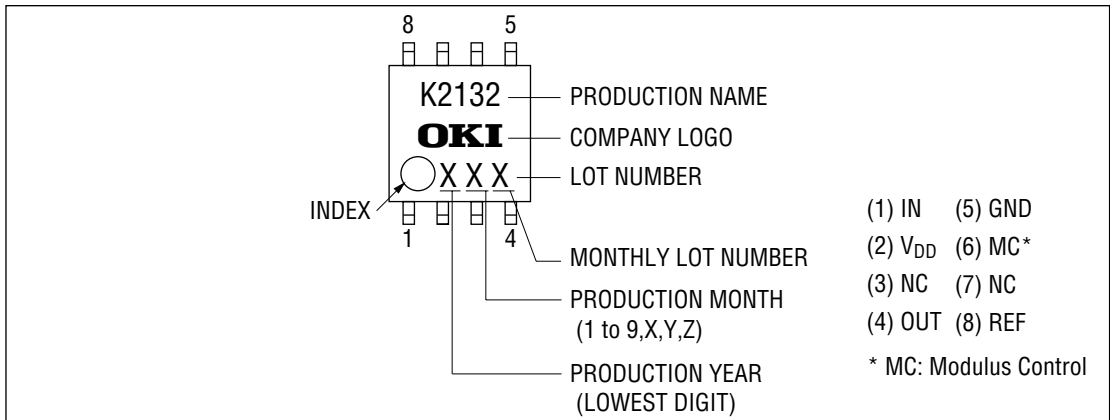 8 5
K2132
PRODUCTION NAME
OKI
COMPANY LOGO
XXX
LOT NUMBER
INDEX
1 4
MONTHLY LOT NUMBER
PRODUCTION MONTH
(1 to 9,X,Y,Z)
PRODUCTION YEAR
(LOWEST DIGIT)
(1) IN (5) GND
(2) VDD (6) MC*
(3) NC (7) NC
(4) OUT (8) REF
* MC: Modulus Control